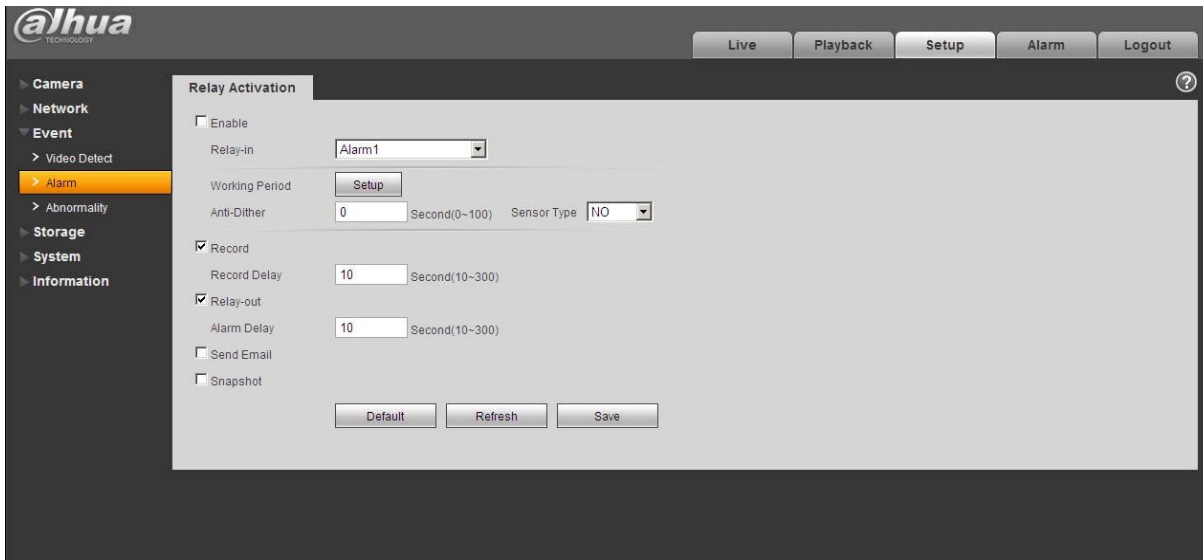 alhua
TECHNOLOGY
Live Playback Setup Alarm Logout
Camera
Network
Event
> Video Detect
> Alarm
> Abnormality
Storage
System
Information
Relay Activation
?
Enable
Relay-in Alarm1
Working Period Setup
Anti-Dither 0 Second(0~100) Sensor Type NO
Record
Record Delay 10 Second(10~300)
Relay-out
Alarm Delay 10 Second(10~300)
Send Email
Snapshot
Default Refresh Save